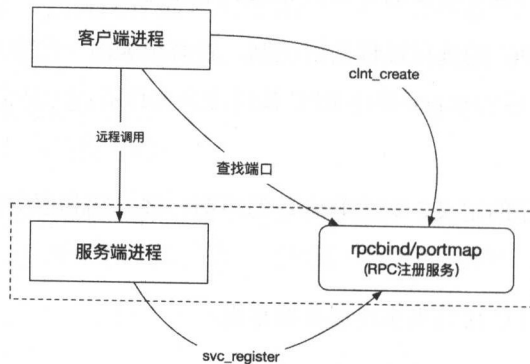 客户端进程
clnt_create
远程调用
查找端口
服务端进程
rpcbind/portmap
(RPC注册服务)
svc_register